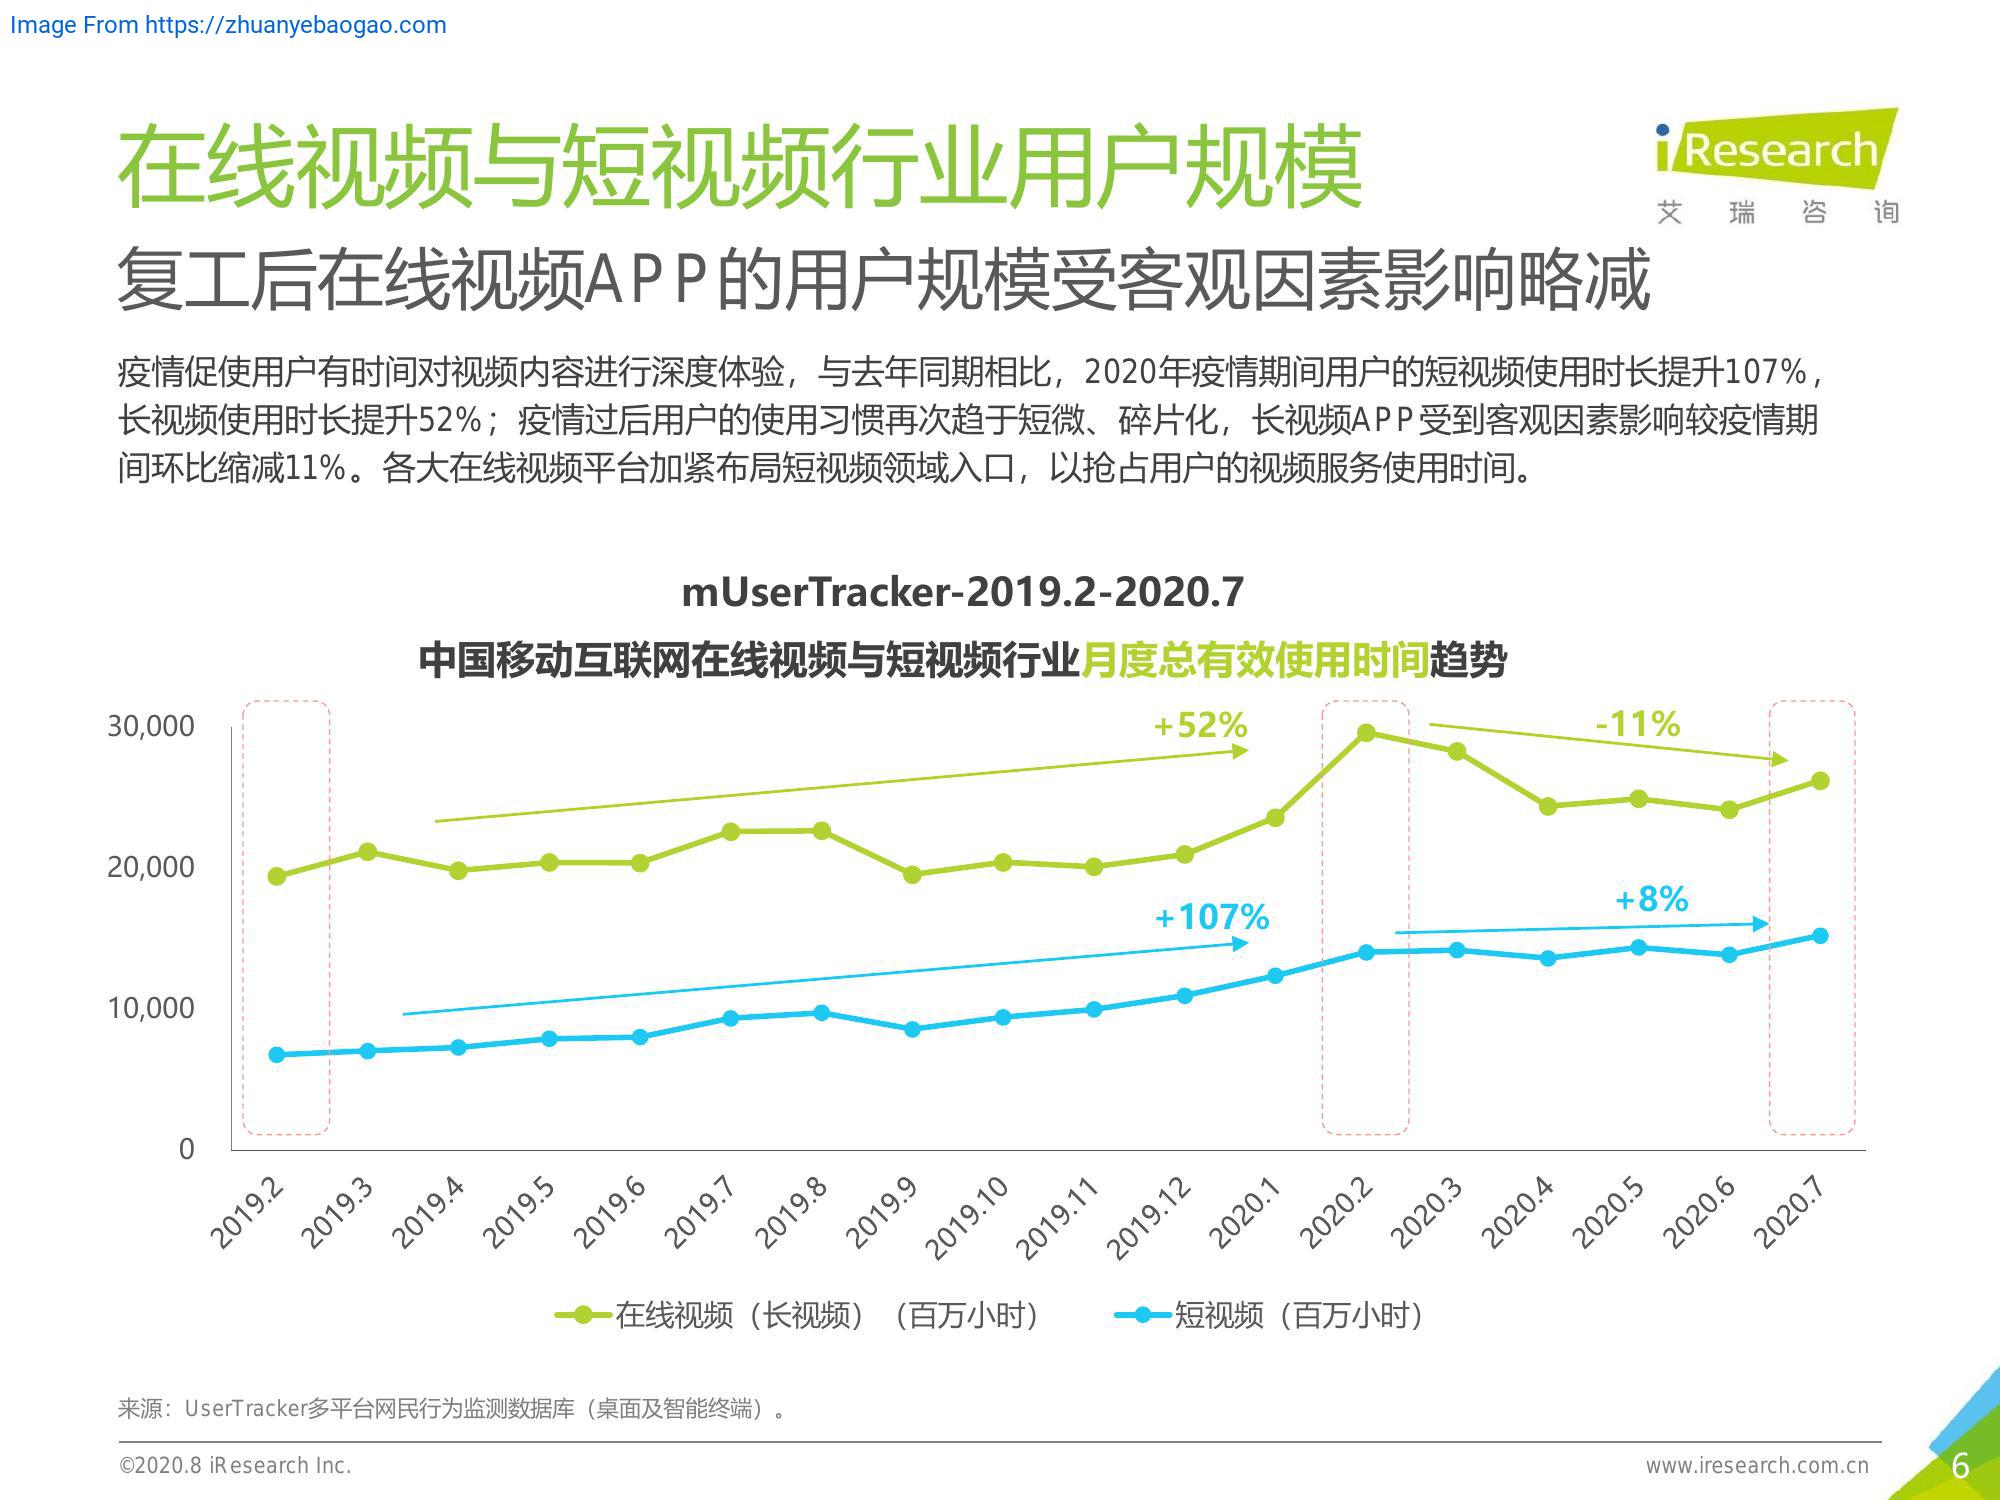 Image From https://zhuanyebaogao.com
在线视频与短视频行业用户规模
iResearch
艾瑞咨询
复工后在线视频APP的用户规模受客观因素影响略减
疫情促使用户有时间对视频内容进行深度体验，与去年同期相比，2020年疫情期间用户的短视频使用时长提升107%，
长视频使用时长提升52%；疫情过后用户的使用习惯再次趋于短微、碎片化，长视频APP受到客观因素影响较疫情期
间环比缩减11%。各大在线视频平台加紧布局短视频领域入口，以抢占用户的视频服务使用时间。
mUserTracker-2019.2-2020.7
中国移动互联网在线视频与短视频行业月度总有效使用时间趋势
30,000
20,000
10,000
0
+52%
-11%
+107%
+8%
2019.2
2019.3
2019.4
2019.5
2019.6
2019.7
2019.8
2019.9
2019.10
2019.11
2019.12
2020.1
2020.2
2020.3
2020.4
2020.5
2020.6
2020.7
在线视频（长视频）（百万小时）
短视频（百万小时）
来源：UserTracker多平台网民行为监测数据库（桌面及智能终端）。
©2020.8 iResearch Inc.
www.iresearch.com.cn
6